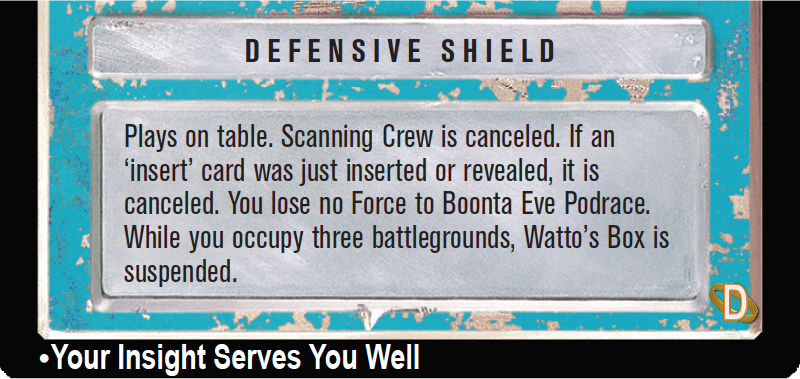 DEFENSIVE SHIELD
Plays on table. Scanning Crew is canceled. If an
‘insert’ card was just inserted or revealed, it is
canceled. You lose no Force to Boonta Eve Podrace.
While you occupy three battlegrounds, Watto’s Box is
suspended.
D
•Your Insight Serves You Well